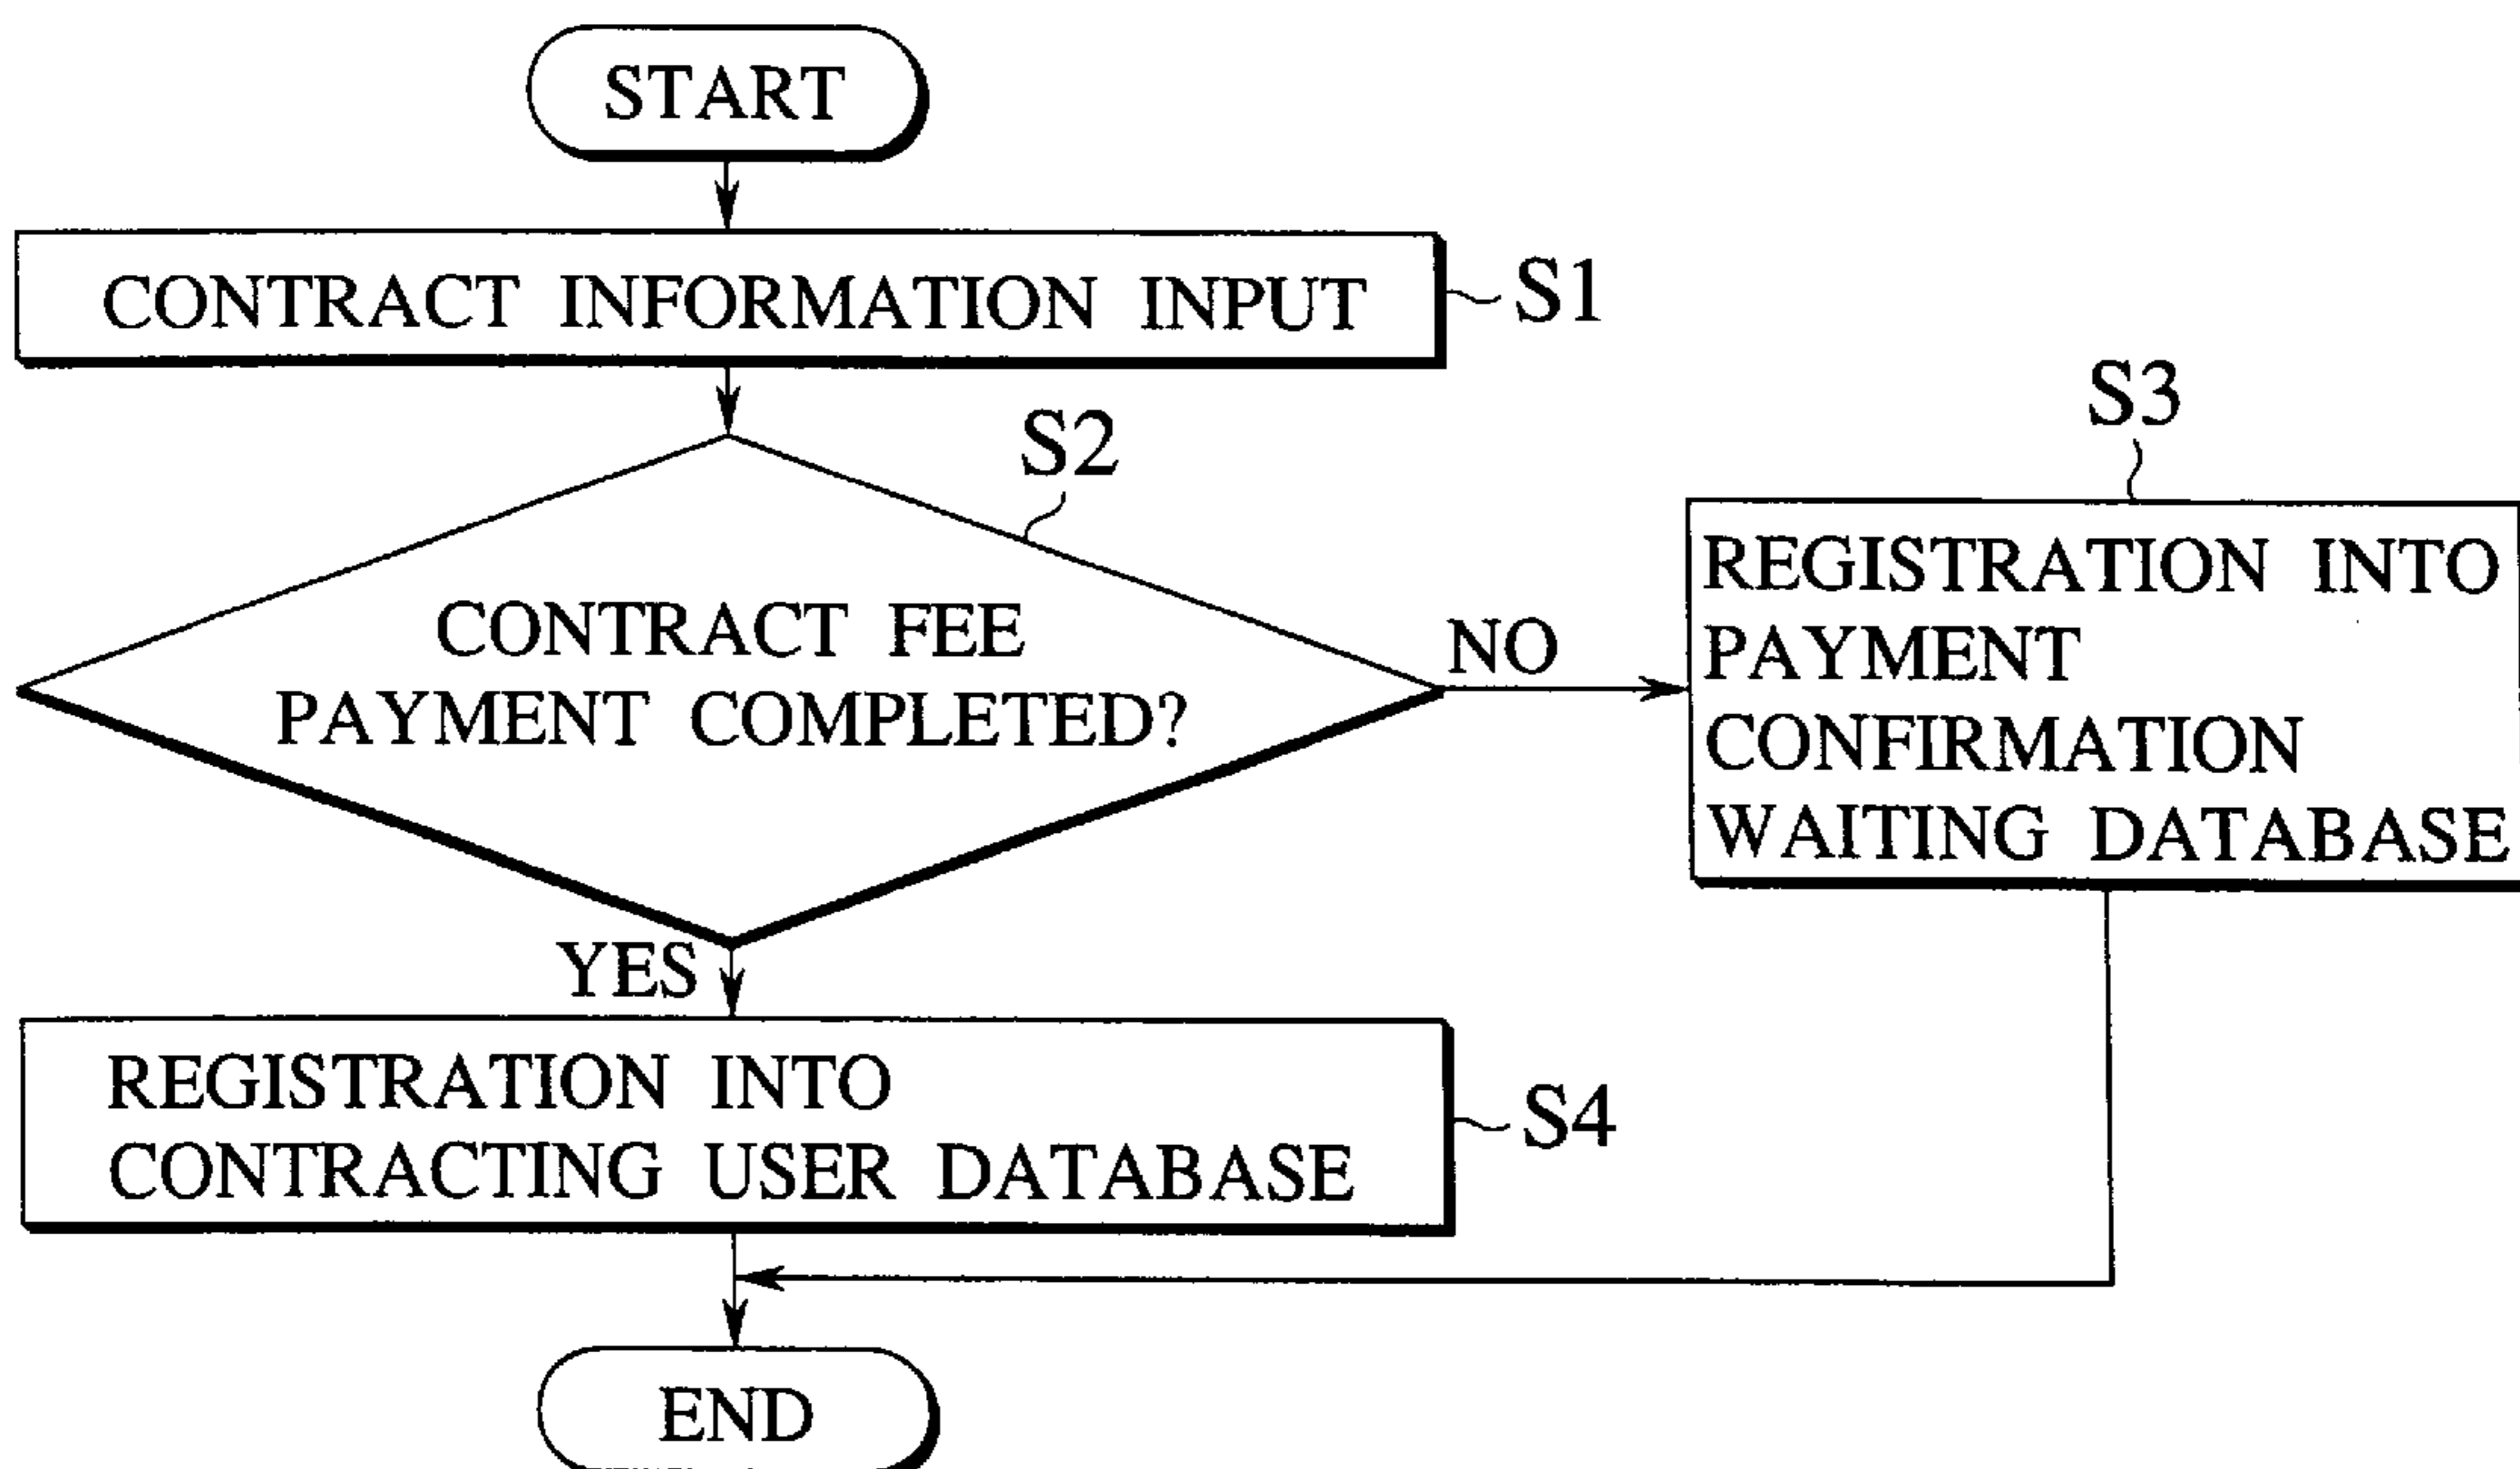 START
CONTRACT INFORMATION INPUT
S1
S2
CONTRACT FEE
PAYMENT COMPLETED?
NO
S3
REGISTRATION INTO
PAYMENT
CONFIRMATION
WAITING DATABASE
YES
REGISTRATION INTO
CONTRACTING USER DATABASE
S4
END